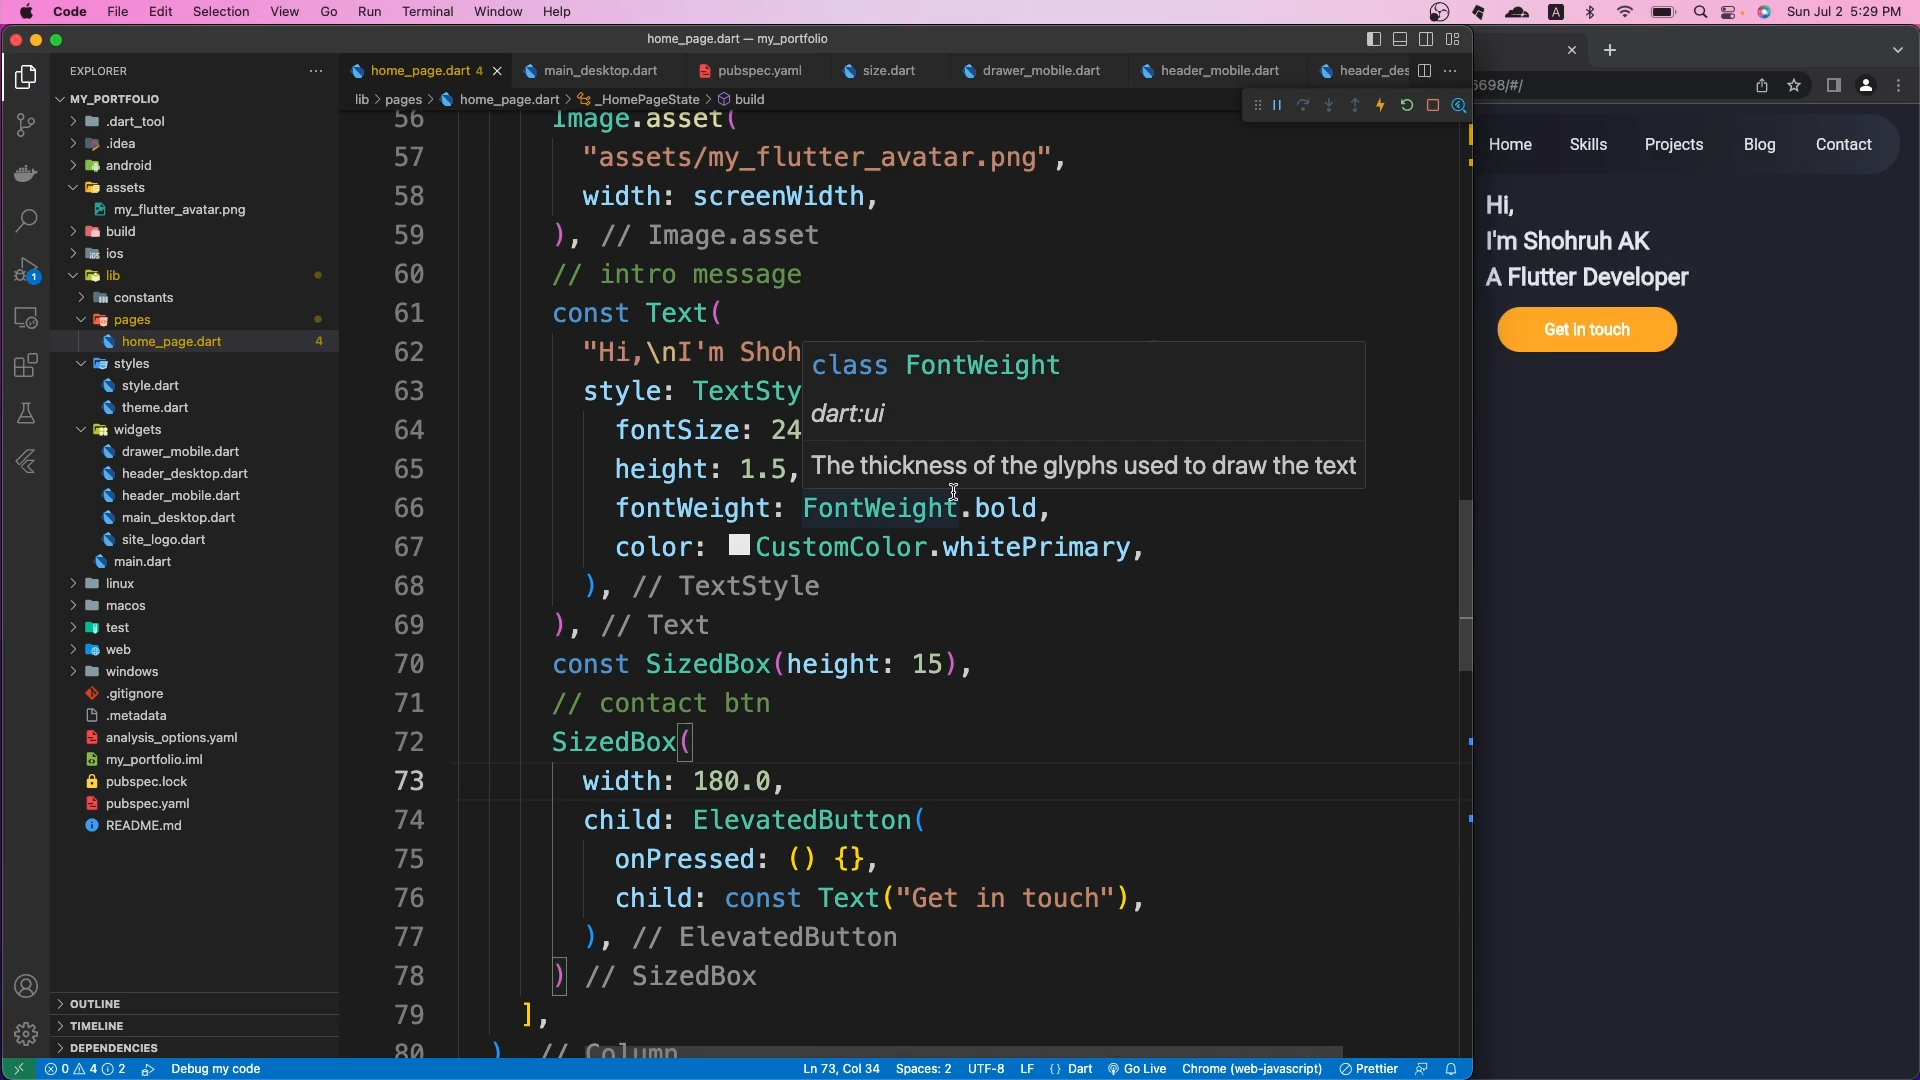 Code File Edit Selection View Go Run Terminal Window Help
A
Sun Jul 2 5:29 PM
home_page.dart — my_portfolio
EXPLORER
home_page.dart 4
main_desktop.dart
pubspec.yaml
size.dart
drawer_mobile.dart
header_mobile.dart
header_des
lib > pages > home_page.dart > _HomePageState > build
6698/#/
MY_PORTFOLIO
.dart_tool
.idea
android
assets
my_flutter_avatar.png
build
ios
lib
constants
pages
home_page.dart 4
styles
style.dart
theme.dart
widgets
drawer_mobile.dart
header_desktop.dart
header_mobile.dart
main_desktop.dart
site_logo.dart
main.dart
linux
macos
test
web
windows
.gitignore
.metadata
analysis_options.yaml
my_portfolio.iml
pubspec.lock
pubspec.yaml
README.md
OUTLINE
TIMELINE
DEPENDENCIES
1
56 Image.asset(
57 "assets/my_flutter_avatar.png",
58 width: screenWidth,
59 ), // Image.asset
60 // intro message
61 const Text(
62 "Hi,\nI'm Shoh
63 style: TextSty
64 fontSize: 24
65 height: 1.5,
66 fontWeight: FontWeight.bold,
67 color: CustomColor.whitePrimary,
68 ), // TextStyle
69 ), // Text
70 const SizedBox(height: 15),
71 // contact btn
72 SizedBox(
73 width: 180.0,
74 child: ElevatedButton(
75 onPressed: () {},
76 child: const Text("Get in touch"),
77 ), // ElevatedButton
78 ) // SizedBox
79 ],
80 ) // Column
class FontWeight
dart:ui
The thickness of the glyphs used to draw the text
Home Skills Projects Blog Contact
Hi,
I'm Shohruh AK
A Flutter Developer
Get in touch
0 4 2 Debug my code
Ln 73, Col 34 Spaces: 2 UTF-8 LF {} Dart Go Live Chrome (web-javascript) Prettier